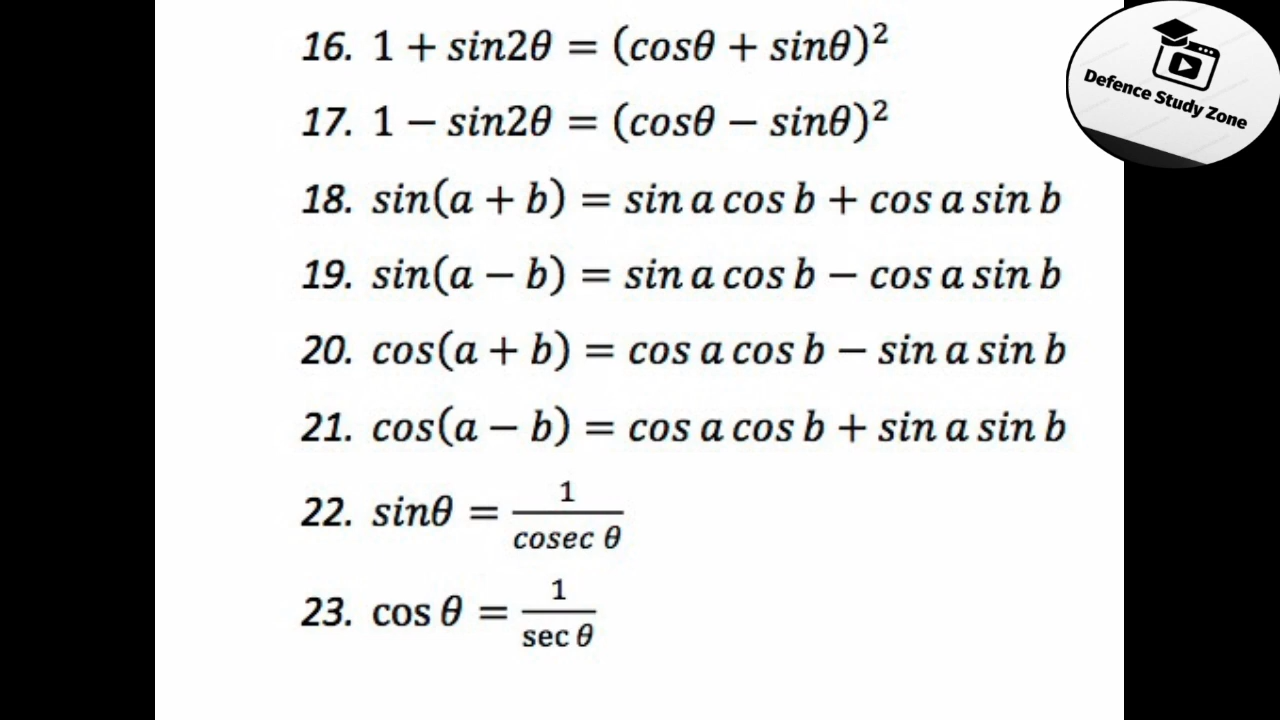 16. 1 + sin2θ = (cosθ + sinθ)²
17. 1 − sin2θ = (cosθ − sinθ)²
18. sin(a + b) = sin a cos b + cos a sin b
19. sin(a − b) = sin a cos b − cos a sin b
20. cos(a + b) = cos a cos b − sin a sin b
21. cos(a − b) = cos a cos b + sin a sin b
22. sinθ = 1/cosec θ
23. cos θ = 1/sec θ
Defence Study Zone